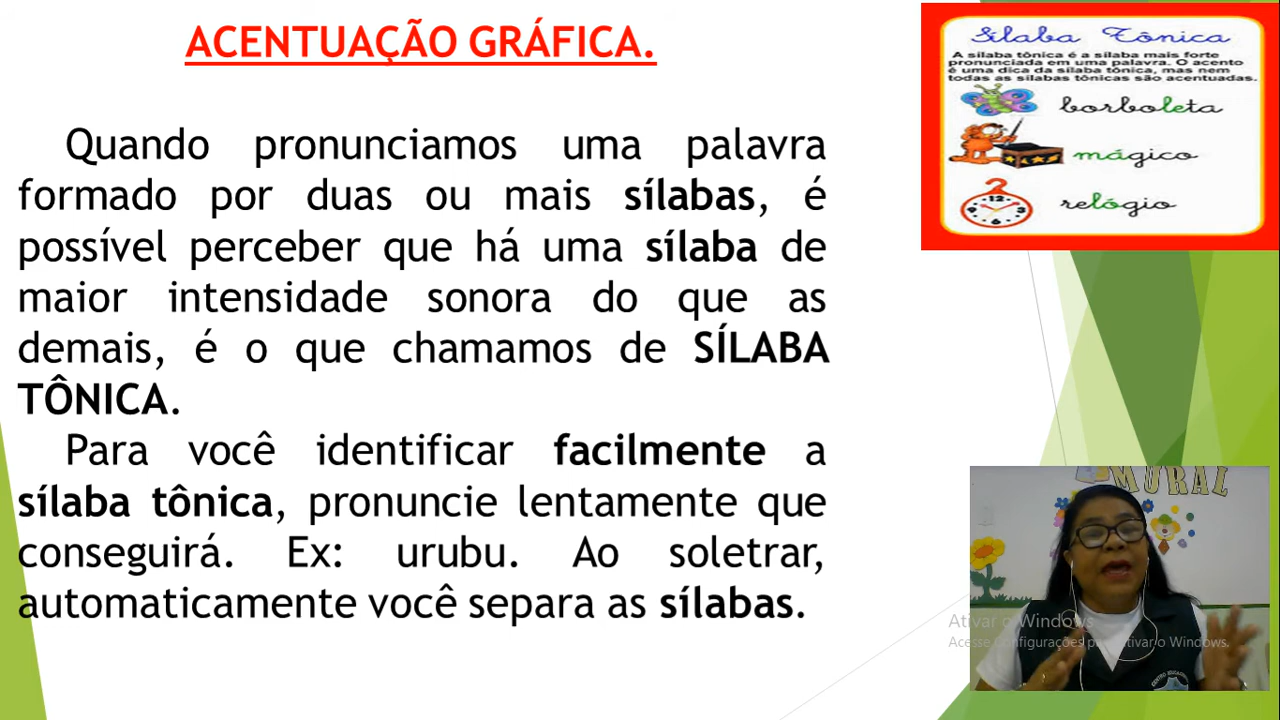 ACENTUAÇÃO GRÁFICA.
Quando pronunciamos uma palavra
formado por duas ou mais sílabas, é
possível perceber que há uma sílaba de
maior intensidade sonora do que as
demais, é o que chamamos de SÍLABA
TÔNICA.
Para você identificar facilmente a
sílaba tônica, pronuncie lentamente que
conseguirá. Ex: urubu. Ao soletrar,
automaticamente você separa as sílabas.
Sílaba Tônica
A sílaba tônica é a sílaba mais forte
pronunciada em uma palavra. O acento
é uma dica da sílaba tônica, mas nem
todas as sílabas tônicas são acentuadas.
borboleta
mágico
relógio
MURAL
Ativar o Windows
Acesse Configurações para ativar o Windows.